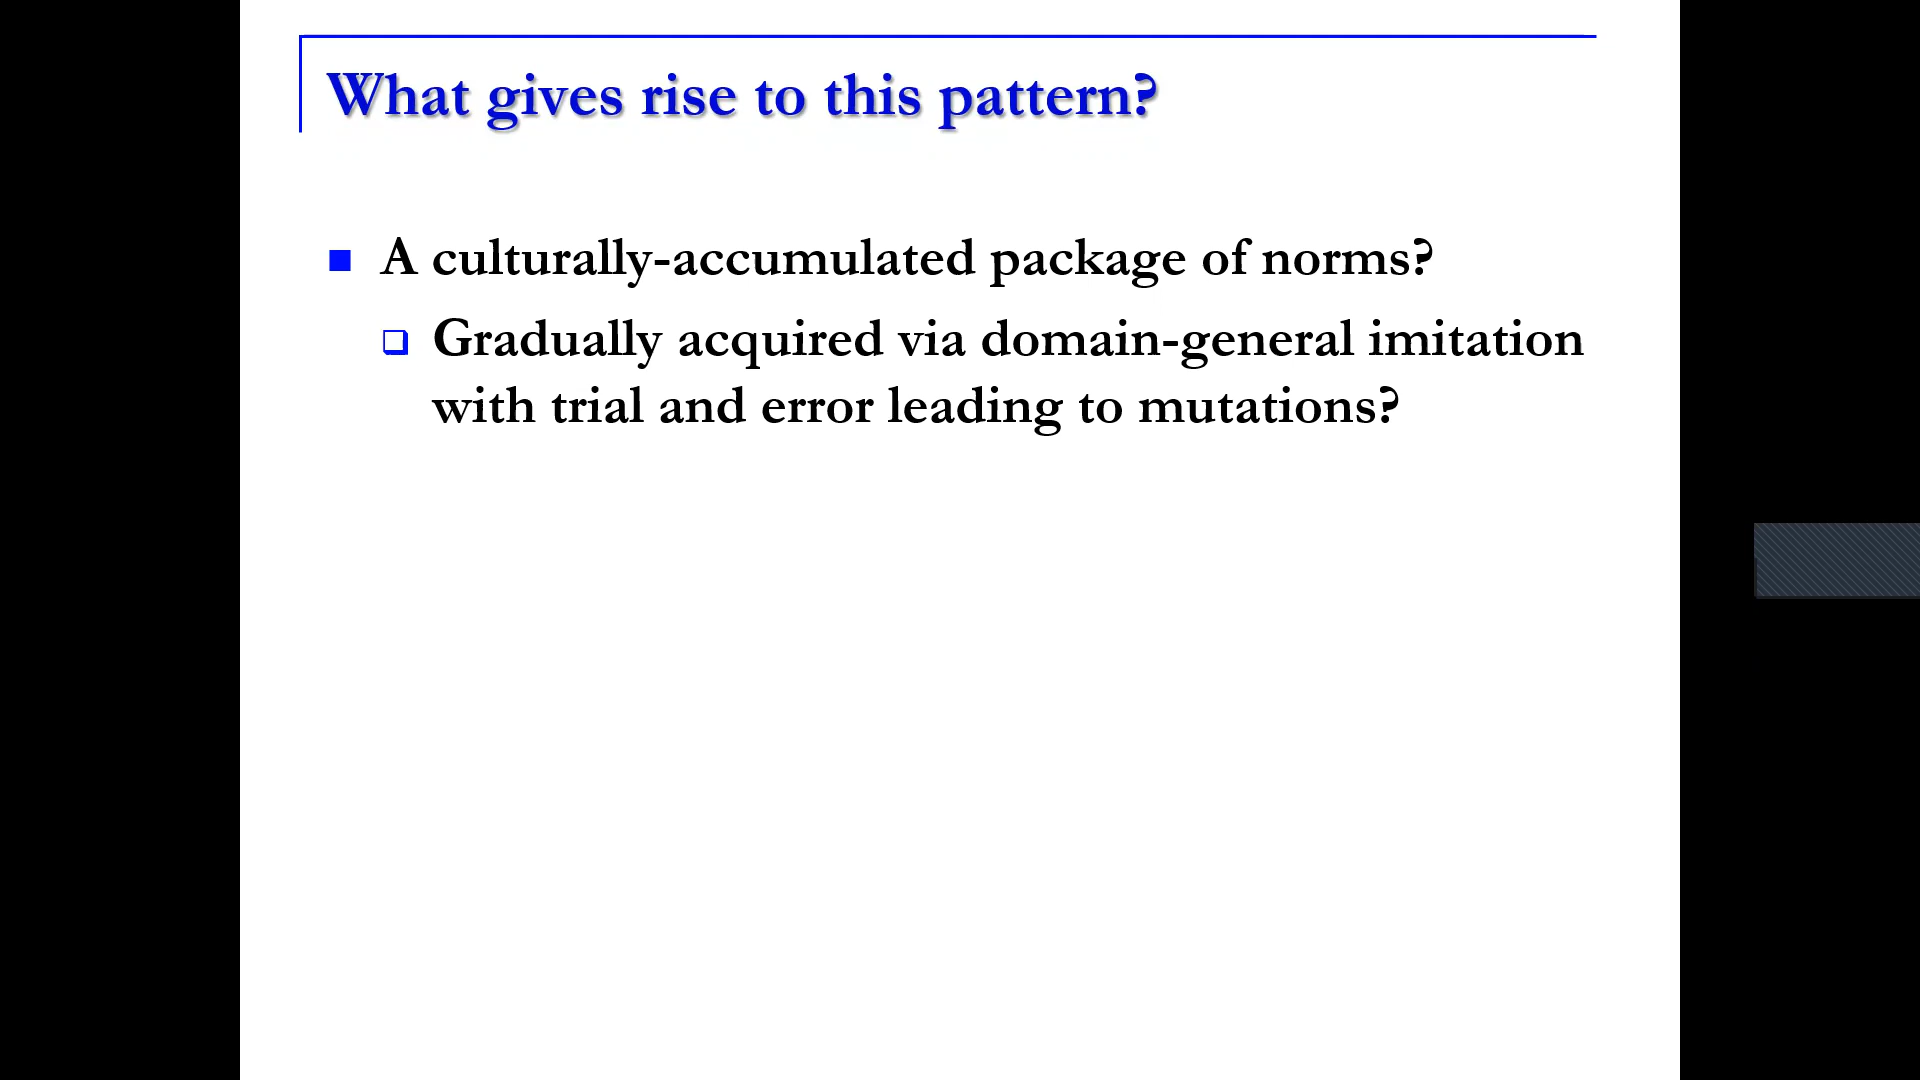 What gives rise to this pattern?
A culturally-accumulated package of norms?
Gradually acquired via domain-general imitation
with trial and error leading to mutations?